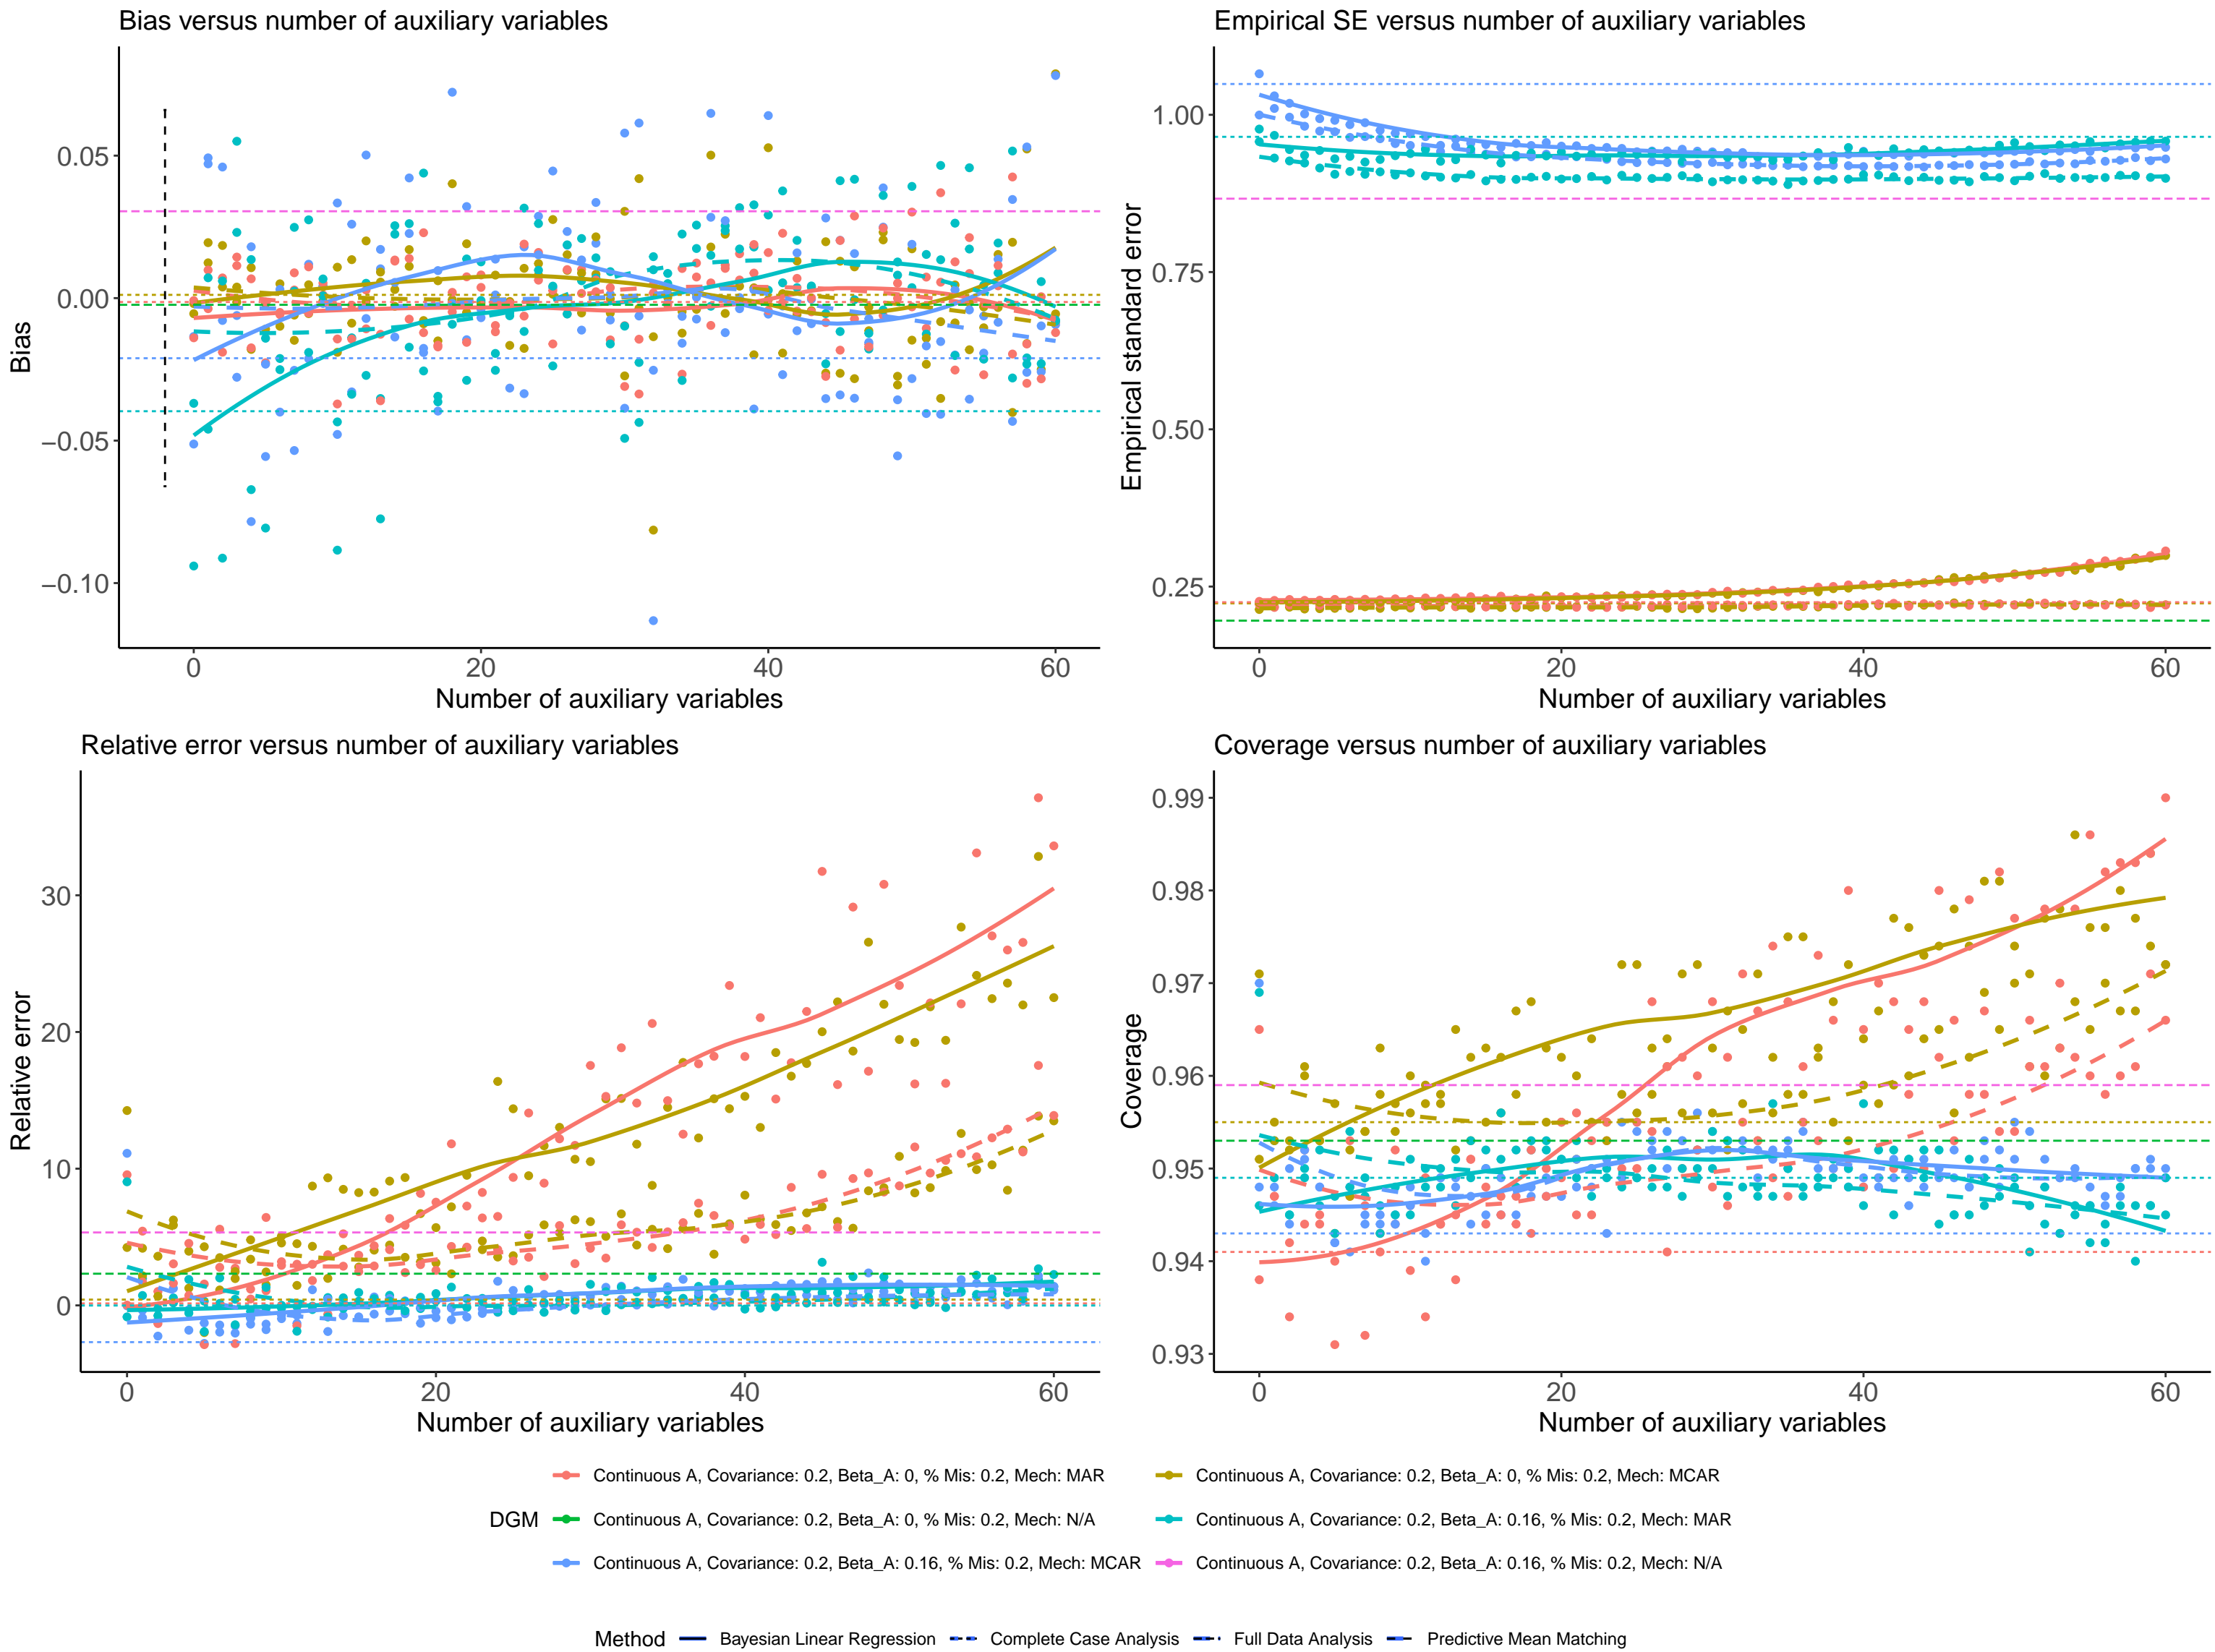 Bias versus number of auxiliary variables
0.05
0.00
−0.05
−0.10
Bias
0
20
40
60
Number of auxiliary variables
Empirical SE versus number of auxiliary variables
1.00
0.75
0.50
0.25
Empirical standard error
0
20
40
60
Number of auxiliary variables
Relative error versus number of auxiliary variables
30
20
10
0
Relative error
0
20
40
60
Number of auxiliary variables
Coverage versus number of auxiliary variables
0.99
0.98
0.97
0.96
0.95
0.94
0.93
Coverage
0
20
40
60
Number of auxiliary variables
DGM
Continuous A, Covariance: 0.2, Beta_A: 0, % Mis: 0.2, Mech: MAR
Continuous A, Covariance: 0.2, Beta_A: 0, % Mis: 0.2, Mech: MCAR
Continuous A, Covariance: 0.2, Beta_A: 0, % Mis: 0.2, Mech: N/A
Continuous A, Covariance: 0.2, Beta_A: 0.16, % Mis: 0.2, Mech: MAR
Continuous A, Covariance: 0.2, Beta_A: 0.16, % Mis: 0.2, Mech: MCAR
Continuous A, Covariance: 0.2, Beta_A: 0.16, % Mis: 0.2, Mech: N/A
Method
Bayesian Linear Regression
Complete Case Analysis
Full Data Analysis
Predictive Mean Matching